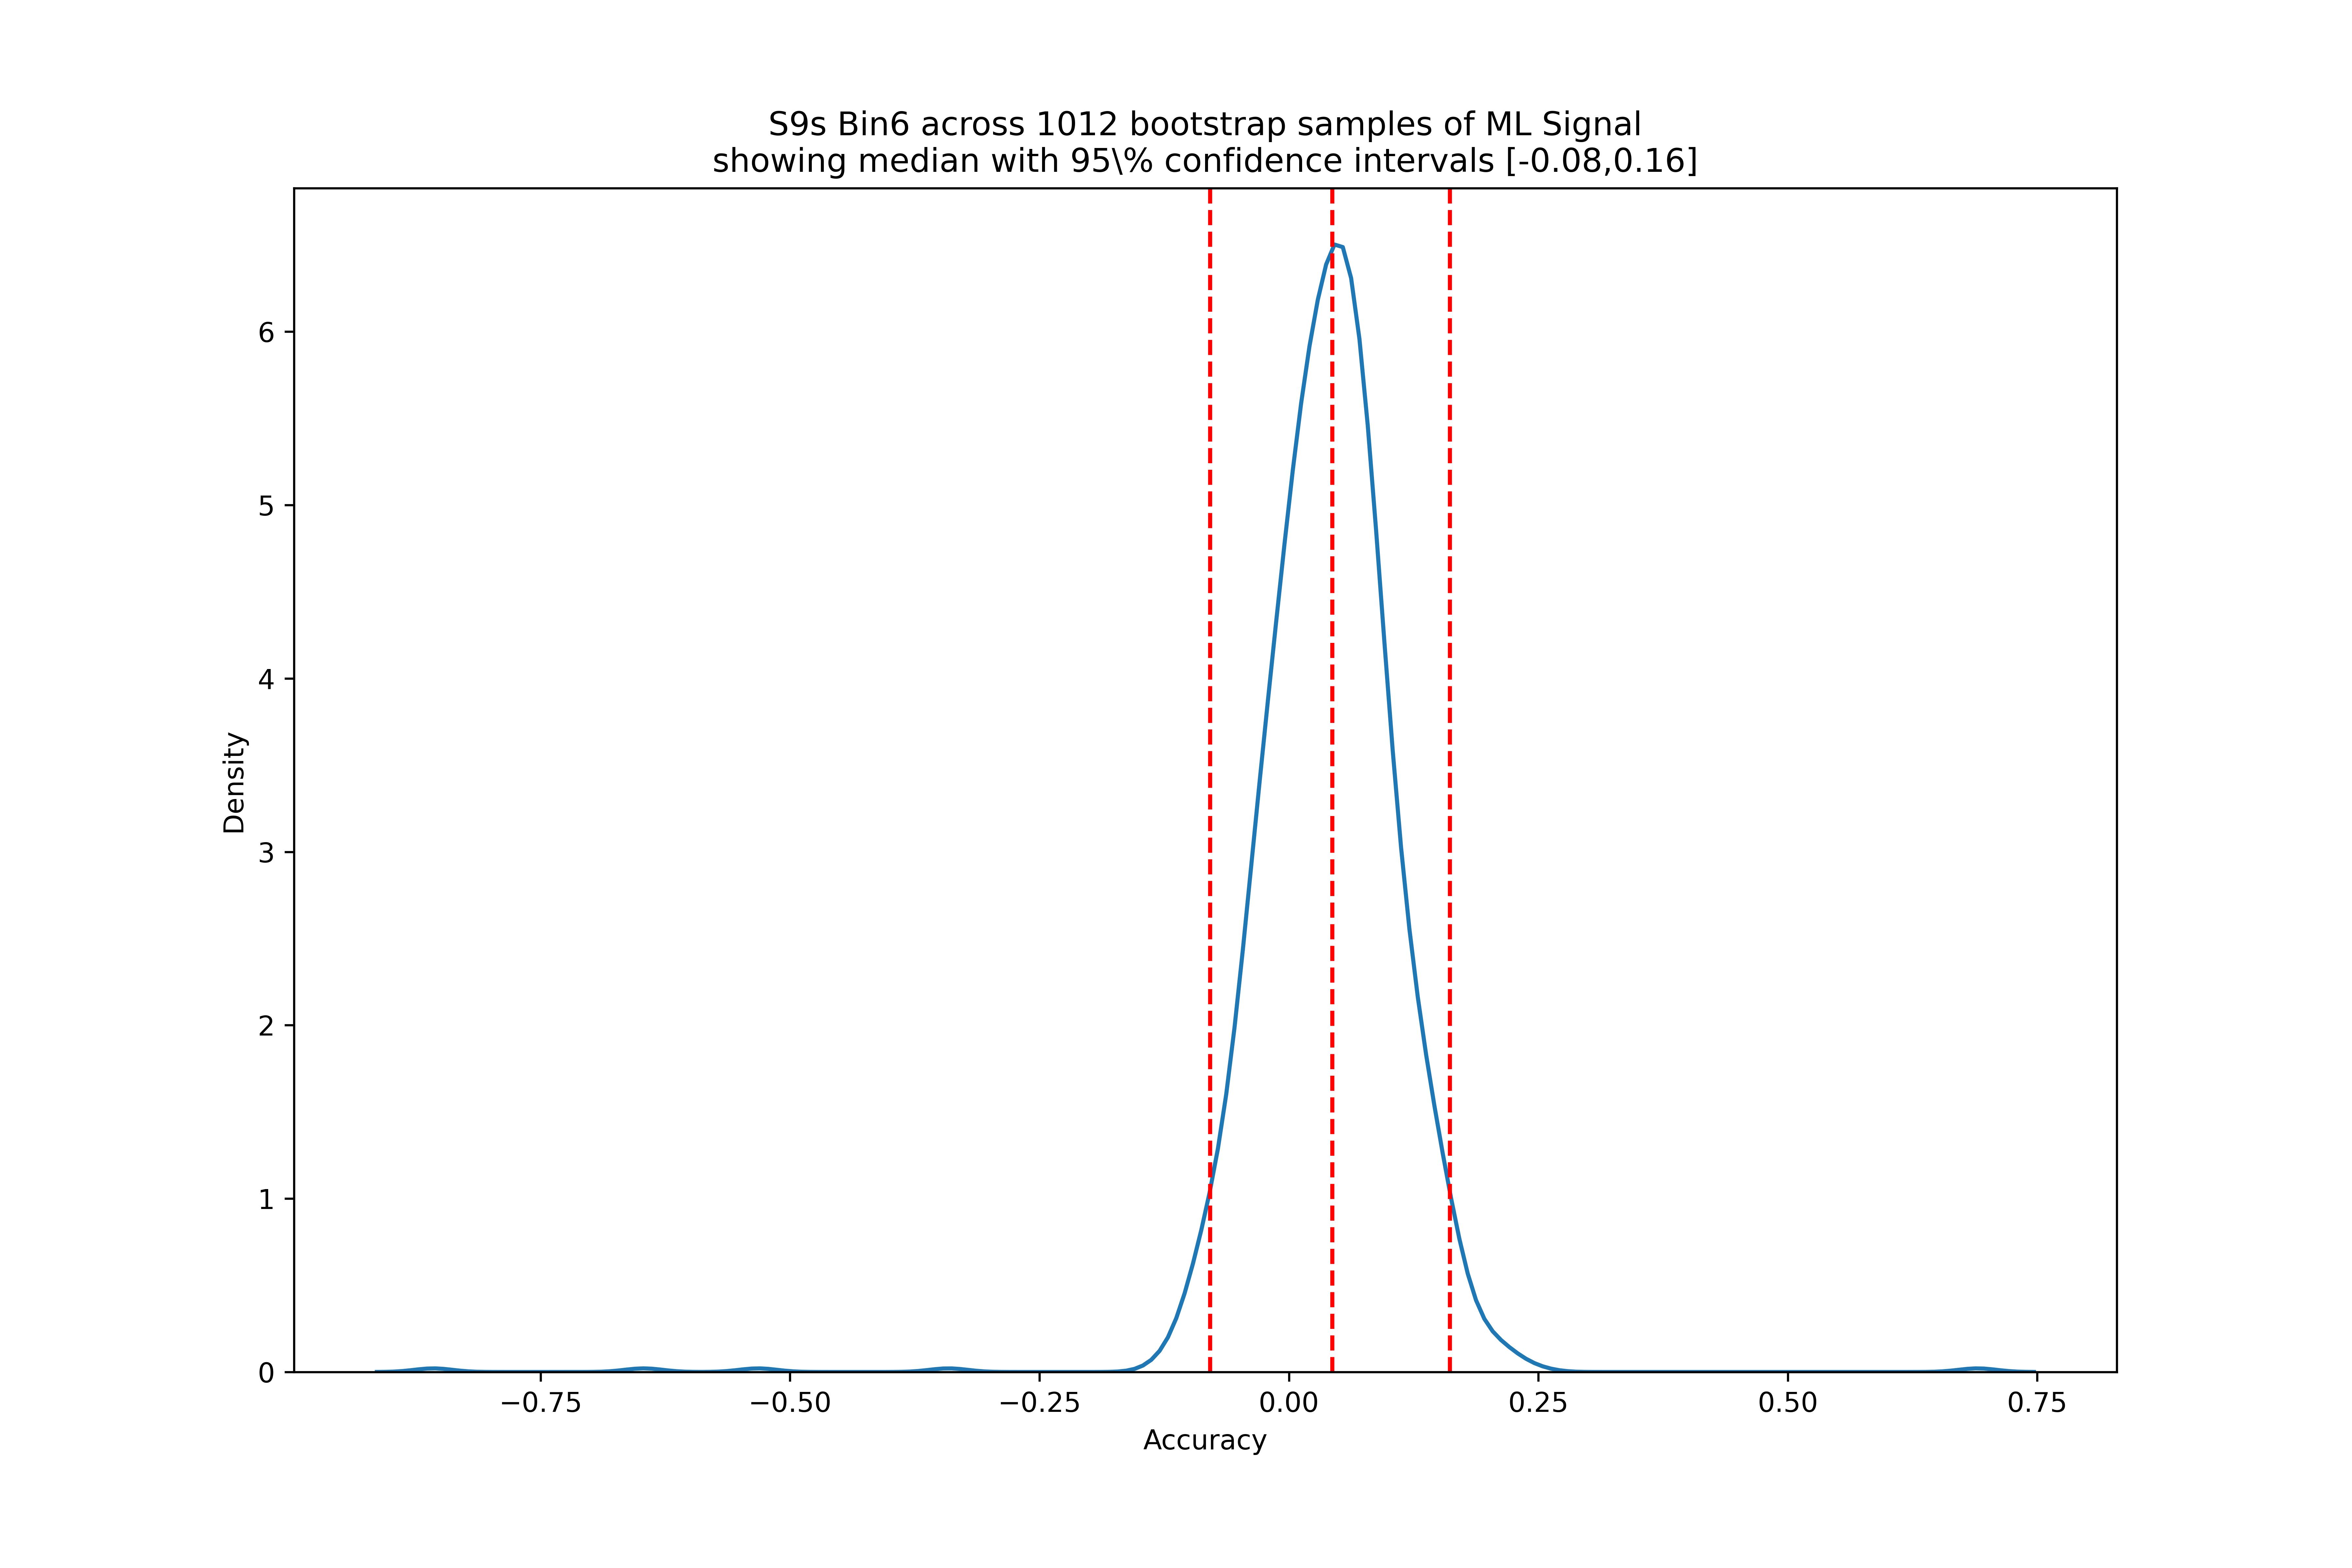 S9s Bin6 across 1012 bootstrap samples of ML Signal
showing median with 95\% confidence intervals [-0.08,0.16]
6
5
4
3
2
1
0
Density
−0.75 −0.50 −0.25 0.00 0.25 0.50 0.75
Accuracy